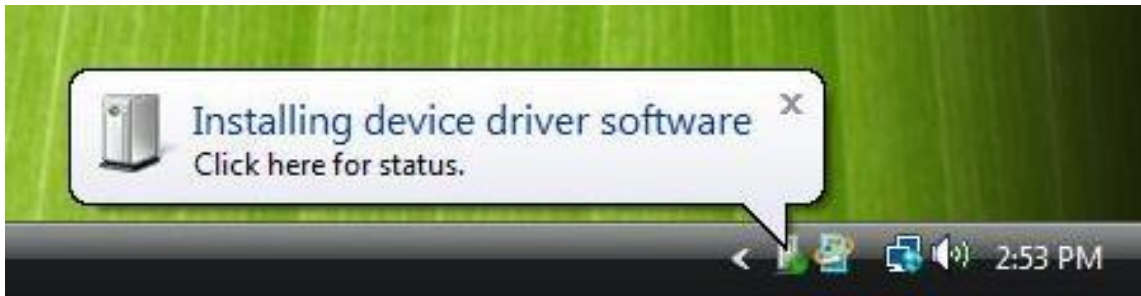 Installing device driver software
Click here for status.
2:53 PM